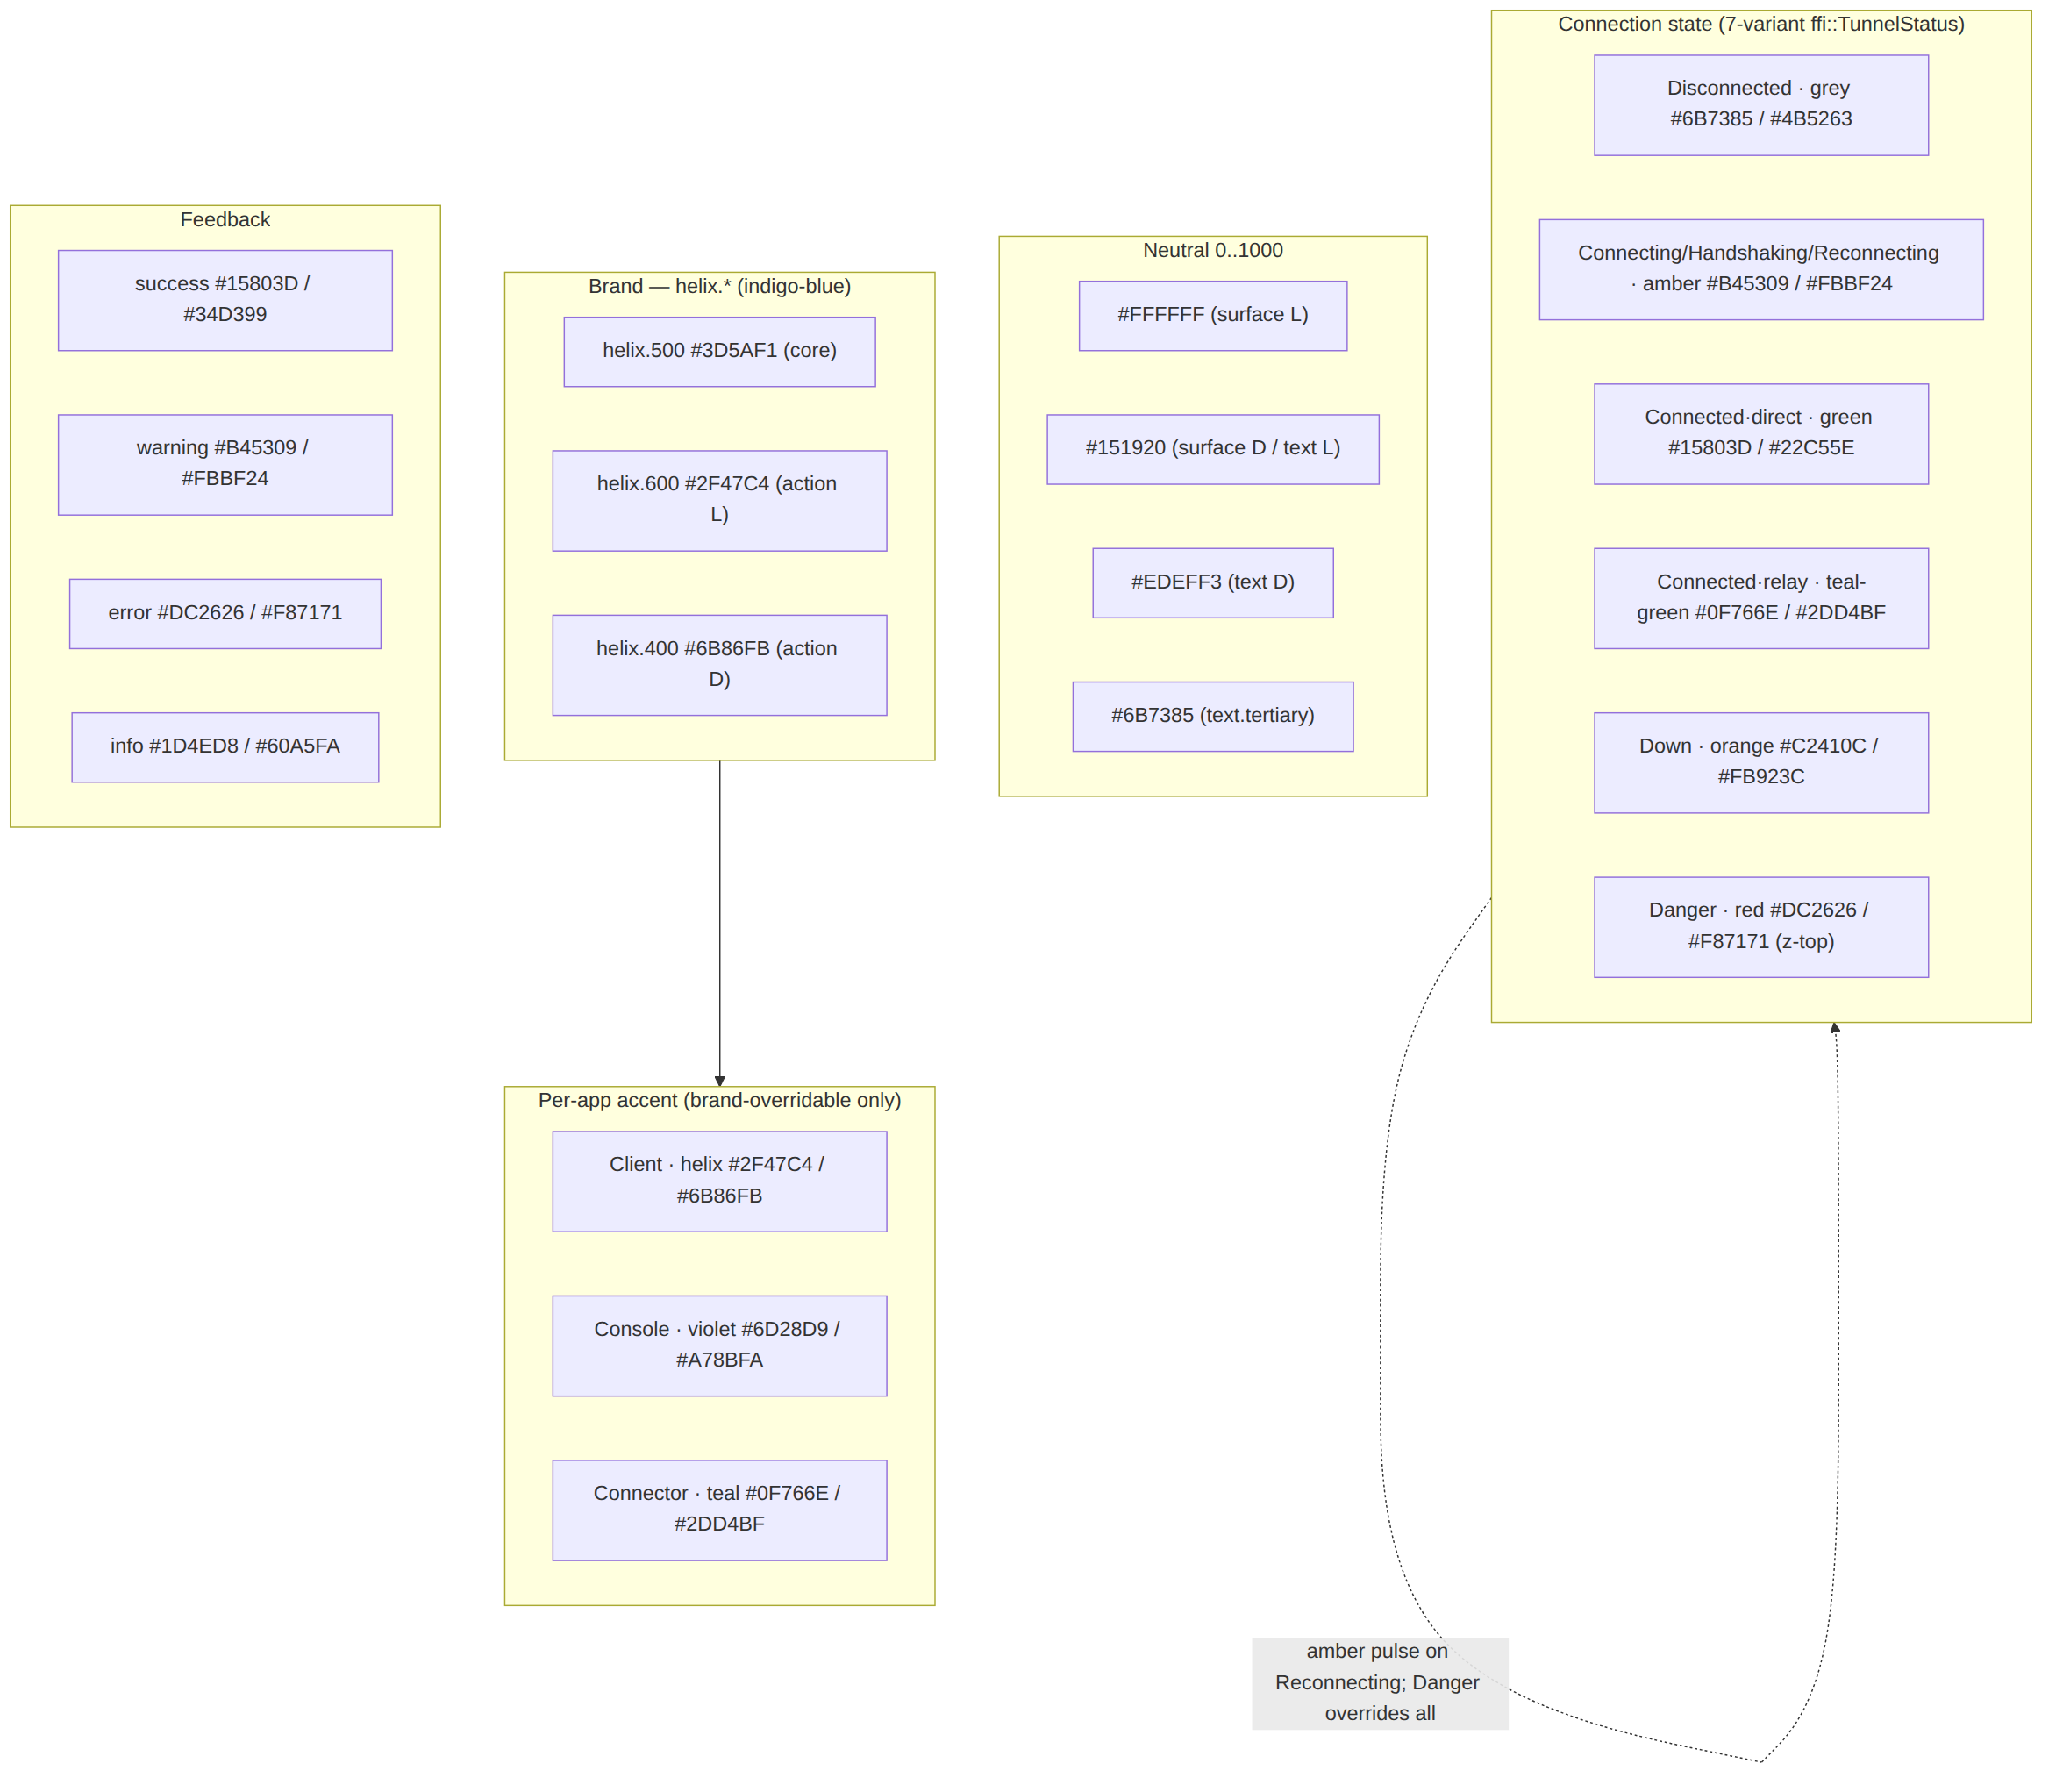 Connection state (7-variant ffi::TunnelStatus)
Disconnected · grey
#6B7385 / #4B5263
Connecting/Handshaking/Reconnecting
· amber #B45309 / #FBBF24
Connected·direct · green
#15803D / #22C55E
Connected·relay · teal-
green #0F766E / #2DD4BF
Down · orange #C2410C /
#FB923C
Danger · red #DC2626 /
#F87171 (z-top)
Feedback
success #15803D /
#34D399
warning #B45309 /
#FBBF24
error #DC2626 / #F87171
info #1D4ED8 / #60A5FA
Brand — helix.* (indigo-blue)
helix.500 #3D5AF1 (core)
helix.600 #2F47C4 (action
L)
helix.400 #6B86FB (action
D)
Neutral 0..1000
#FFFFFF (surface L)
#151920 (surface D / text L)
#EDEFF3 (text D)
#6B7385 (text.tertiary)
Per-app accent (brand-overridable only)
Client · helix #2F47C4 /
#6B86FB
Console · violet #6D28D9 /
#A78BFA
Connector · teal #0F766E /
#2DD4BF
amber pulse on
Reconnecting; Danger
overrides all